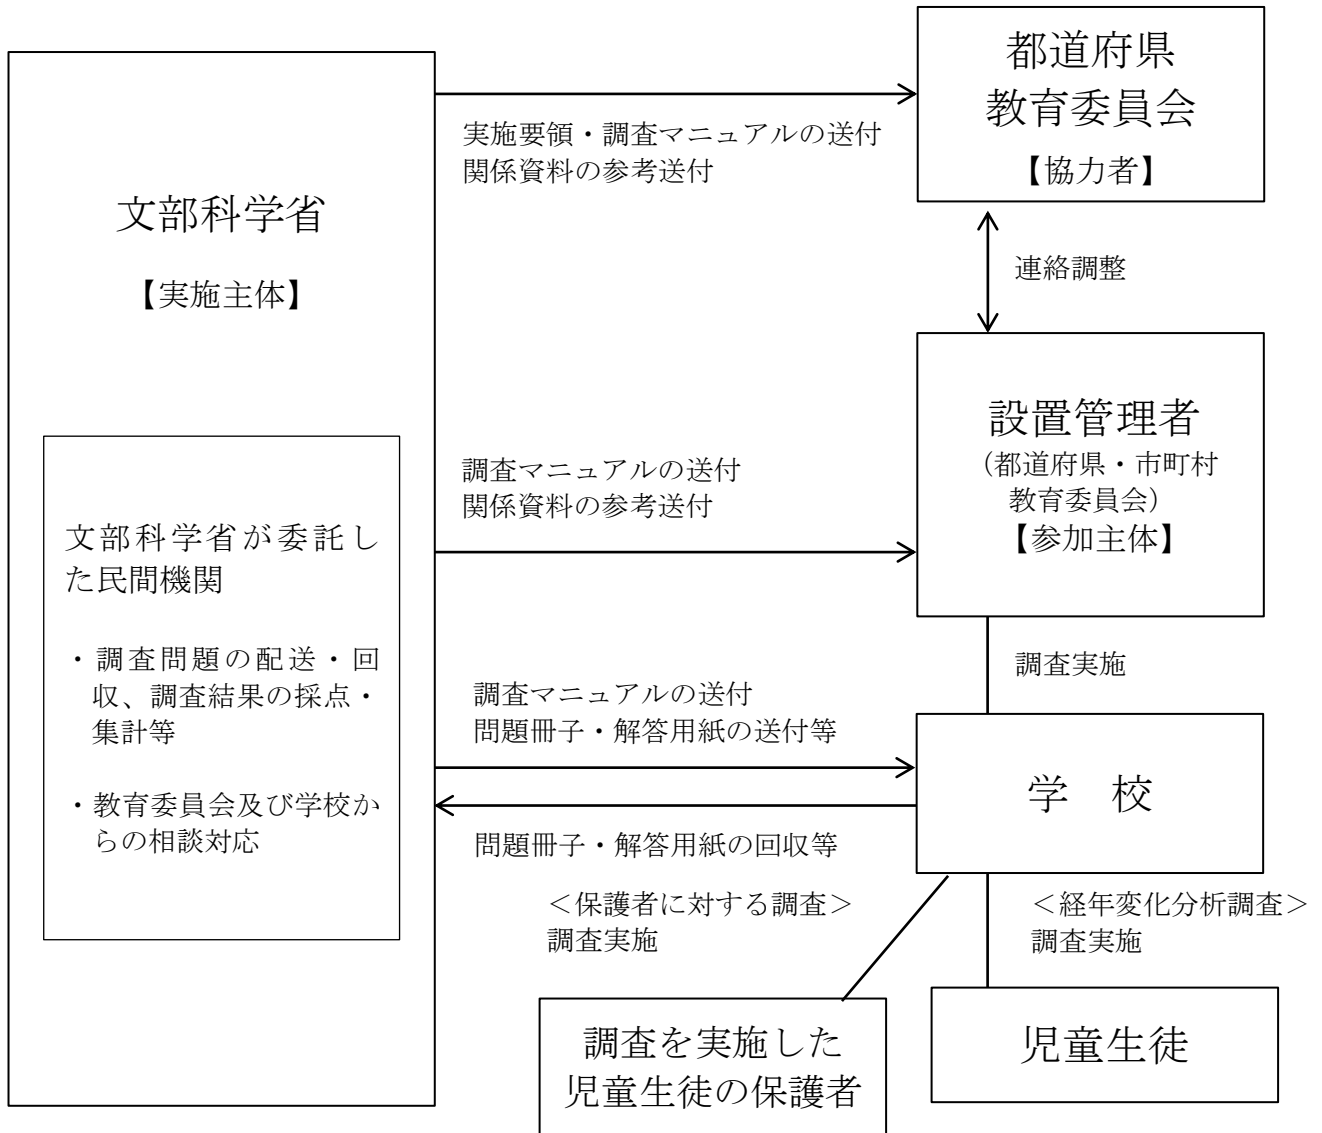 文部科学省
【実施主体】
文部科学省が委託し
た民間機関
・調査問題の配送・回
収、調査結果の採点・
集計等
・教育委員会及び学校か
らの相談対応
実施要領・調査マニュアルの送付
関係資料の参考送付
都道府県
教育委員会
【協力者】
連絡調整
調査マニュアルの送付
関係資料の参考送付
設置管理者
(都道府県・市町村
教育委員会)
【参加主体】
調査実施
調査マニュアルの送付
問題冊子・解答用紙の送付等
学 校
問題冊子・解答用紙の回収等
<保護者に対する調査>
調査実施
<経年変化分析調査>
調査実施
調査を実施した
児童生徒の保護者
児童生徒